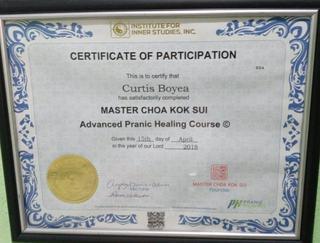 INSTITUTE FOR
INNER STUDIES, INC.
CERTIFICATE OF PARTICIPATION
This is to certify that
Curtis Boyea
has satisfactorily completed
MASTER CHOA KOK SUI
Advanced Pranic Healing Course ©
Given this 15th day of April
in the year of our Lord 2018
MASTER CHOA KOK SUI
Founder